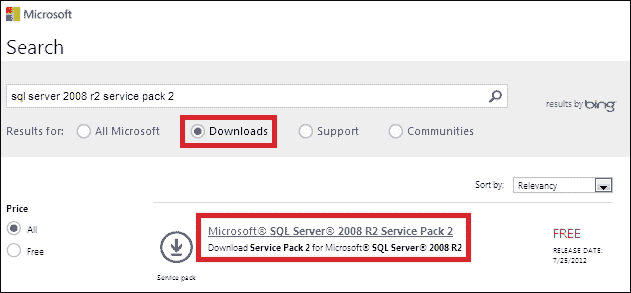 Microsoft
Search
sql server 2008 r2 service pack 2
results by bing™
Results for: All Microsoft Downloads Support Communities
Sort by: Relevancy
Price
All
Free
Microsoft® SQL Server® 2008 R2 Service Pack 2
Download Service Pack 2 for Microsoft® SQL Server® 2008 R2
Service pack
FREE
RELEASE DATE:
7/25/2012